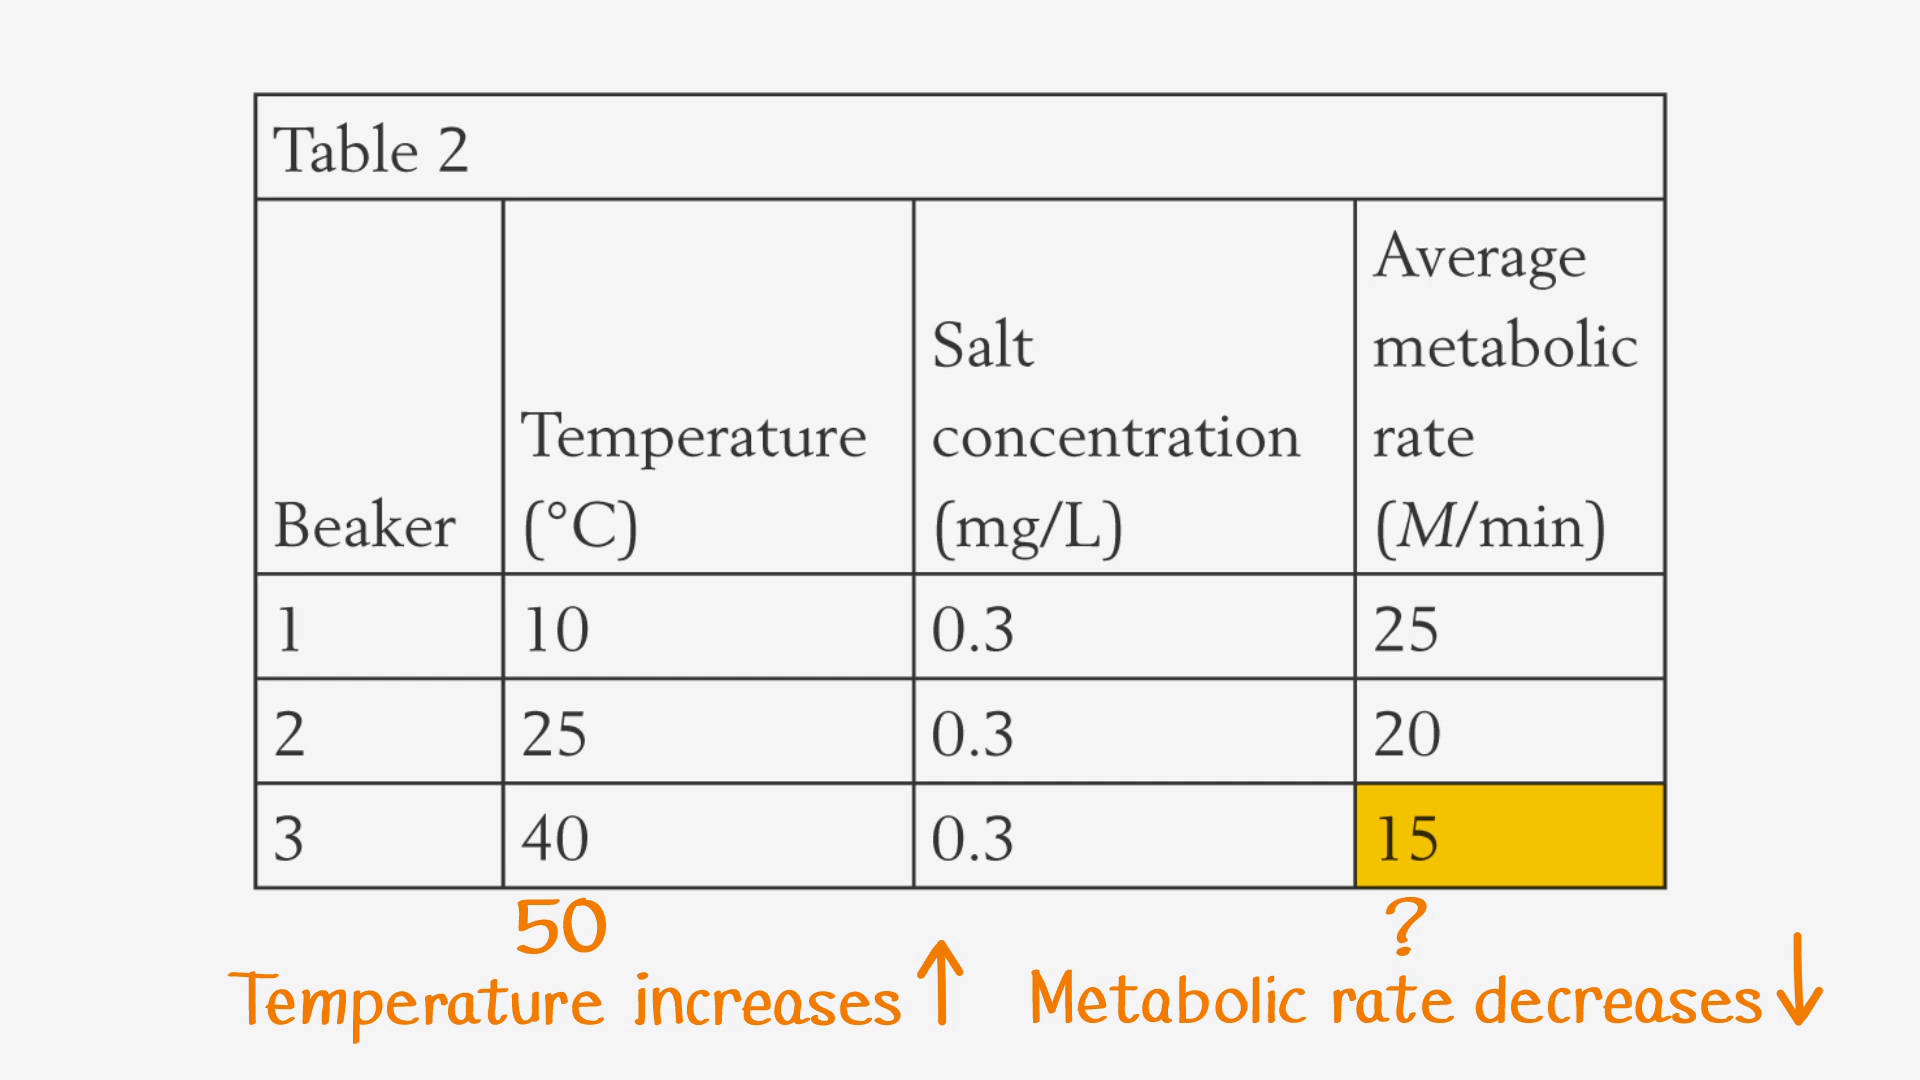 Table 2
Beaker Temperature (°C) Salt concentration (mg/L) Average metabolic rate (M/min)
1 10 0.3 25
2 25 0.3 20
3 40 0.3 15
50 ?
Temperature increases ↑ Metabolic rate decreases ↓